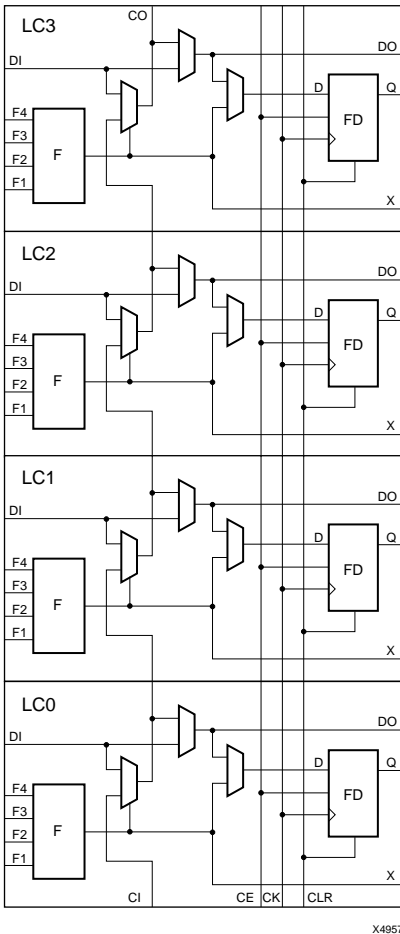 LC3
CO
DO
DI
F4
F3
F2
F1
F
D
Q
FD
X
LC2
DO
DI
F4
F3
F2
F1
F
D
Q
FD
X
LC1
DO
DI
F4
F3
F2
F1
F
D
Q
FD
X
LC0
DO
DI
F4
F3
F2
F1
F
D
Q
FD
X
CI
CE
CK
CLR
X4957